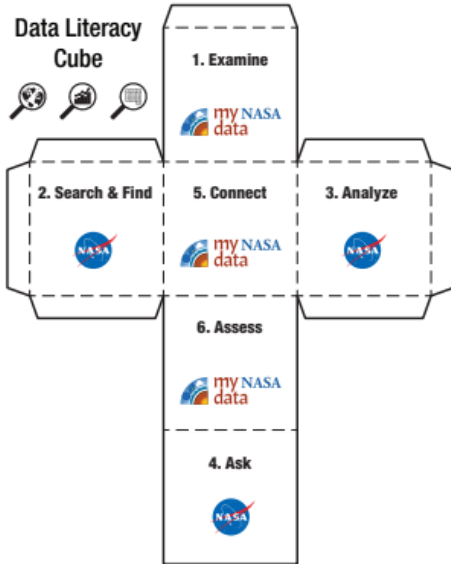 Data Literacy
Cube
1. Examine
my NASA
data
2. Search & Find
NASA
5. Connect
my NASA
data
3. Analyze
NASA
6. Assess
my NASA
data
4. Ask
NASA